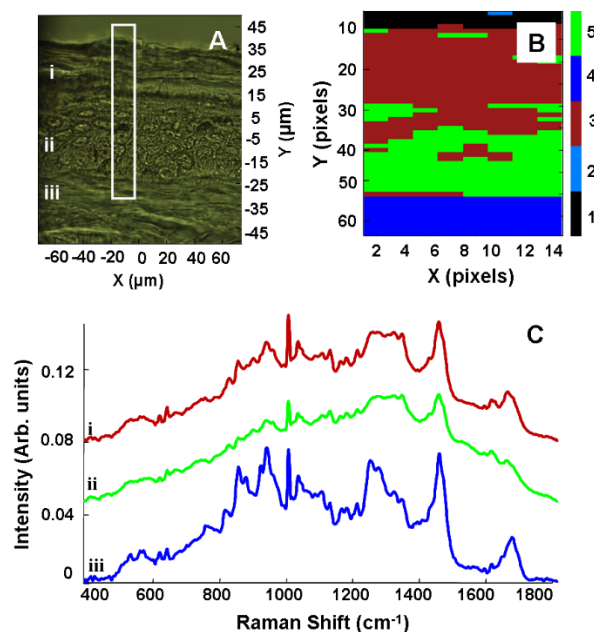 A
i
ii
iii
45
35
25
15
5
-5
-15
-25
35
-45
Y (µm)
-60 -40 -20 0 20 40 60
X (µm)
B
10
20
30
40
50
60
Y (pixels)
2 4 6 8 10 12 14
X (pixels)
5
4
3
2
1
C
0.12
0.08
0.04
0
Intensity (Arb. units)
i
ii
iii
400 600 800 1000 1200 1400 1600 1800
Raman Shift (cm-1)